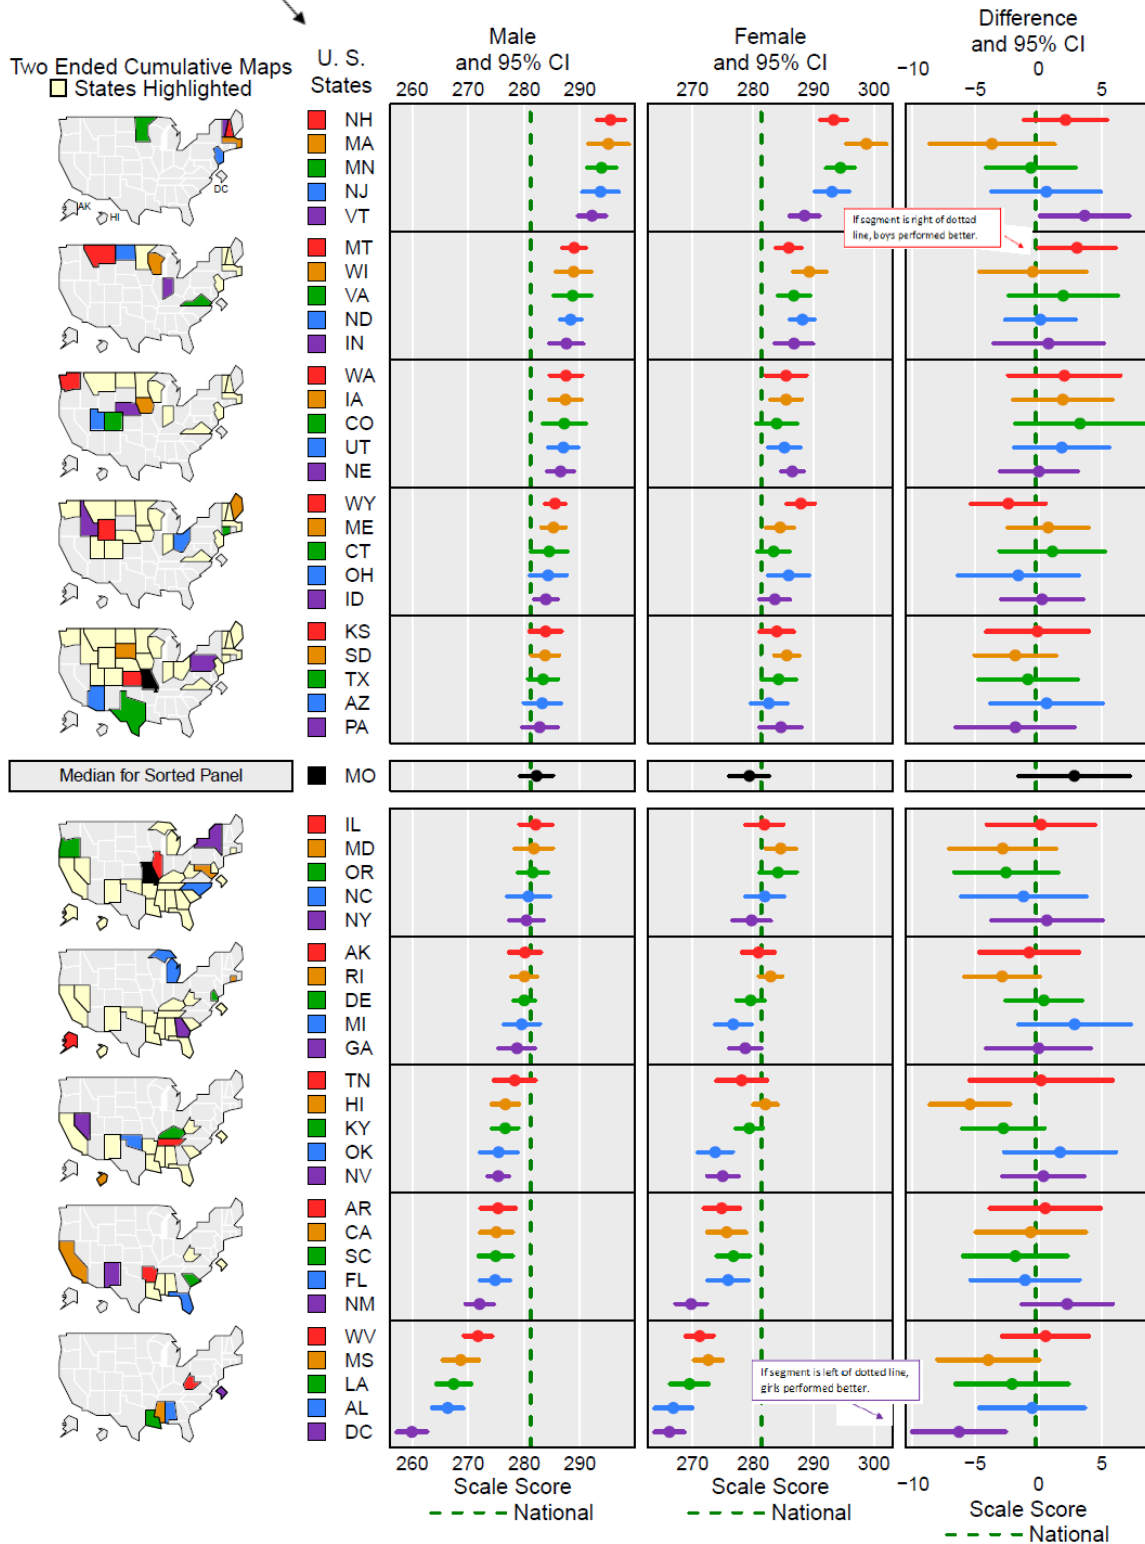 Two Ended Cumulative Maps
States Highlighted
U. S.
States
Male
and 95% CI
Female
and 95% CI
Difference
and 95% CI
260 270 280 290
270 280 290 300
−10 −5 0 5
AK
HI
DC
NH
MA
MN
NJ
VT
If segment is right of dotted
line, boys performed better.
MT
WI
VA
ND
IN
WA
IA
CO
UT
NE
WY
ME
CT
OH
ID
KS
SD
TX
AZ
PA
Median for Sorted Panel
MO
IL
MD
OR
NC
NY
AK
RI
DE
MI
GA
TN
HI
KY
OK
NV
AR
CA
SC
FL
NM
WV
MS
LA
AL
DC
If segment is left of dotted line,
girls performed better.
260 270 280 290
Scale Score
National
270 280 290 300
Scale Score
National
−10 −5 0 5
Scale Score
National